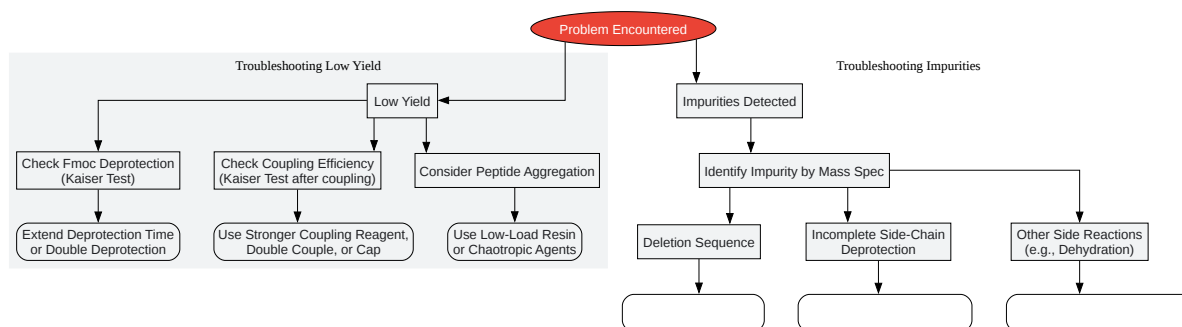 Problem Encountered
Troubleshooting Low Yield
Troubleshooting Impurities
Low Yield
Impurities Detected
Check Fmoc Deprotection
(Kaiser Test)
Check Coupling Efficiency
(Kaiser Test after coupling)
Consider Peptide Aggregation
Identify Impurity by Mass Spec
Extend Deprotection Time
or Double Deprotection
Use Stronger Coupling Reagent,
Double Couple, or Cap
Use Low-Load Resin
or Chaotropic Agents
Deletion Sequence
Incomplete Side-Chain
Deprotection
Other Side Reactions
(e.g., Dehydration)